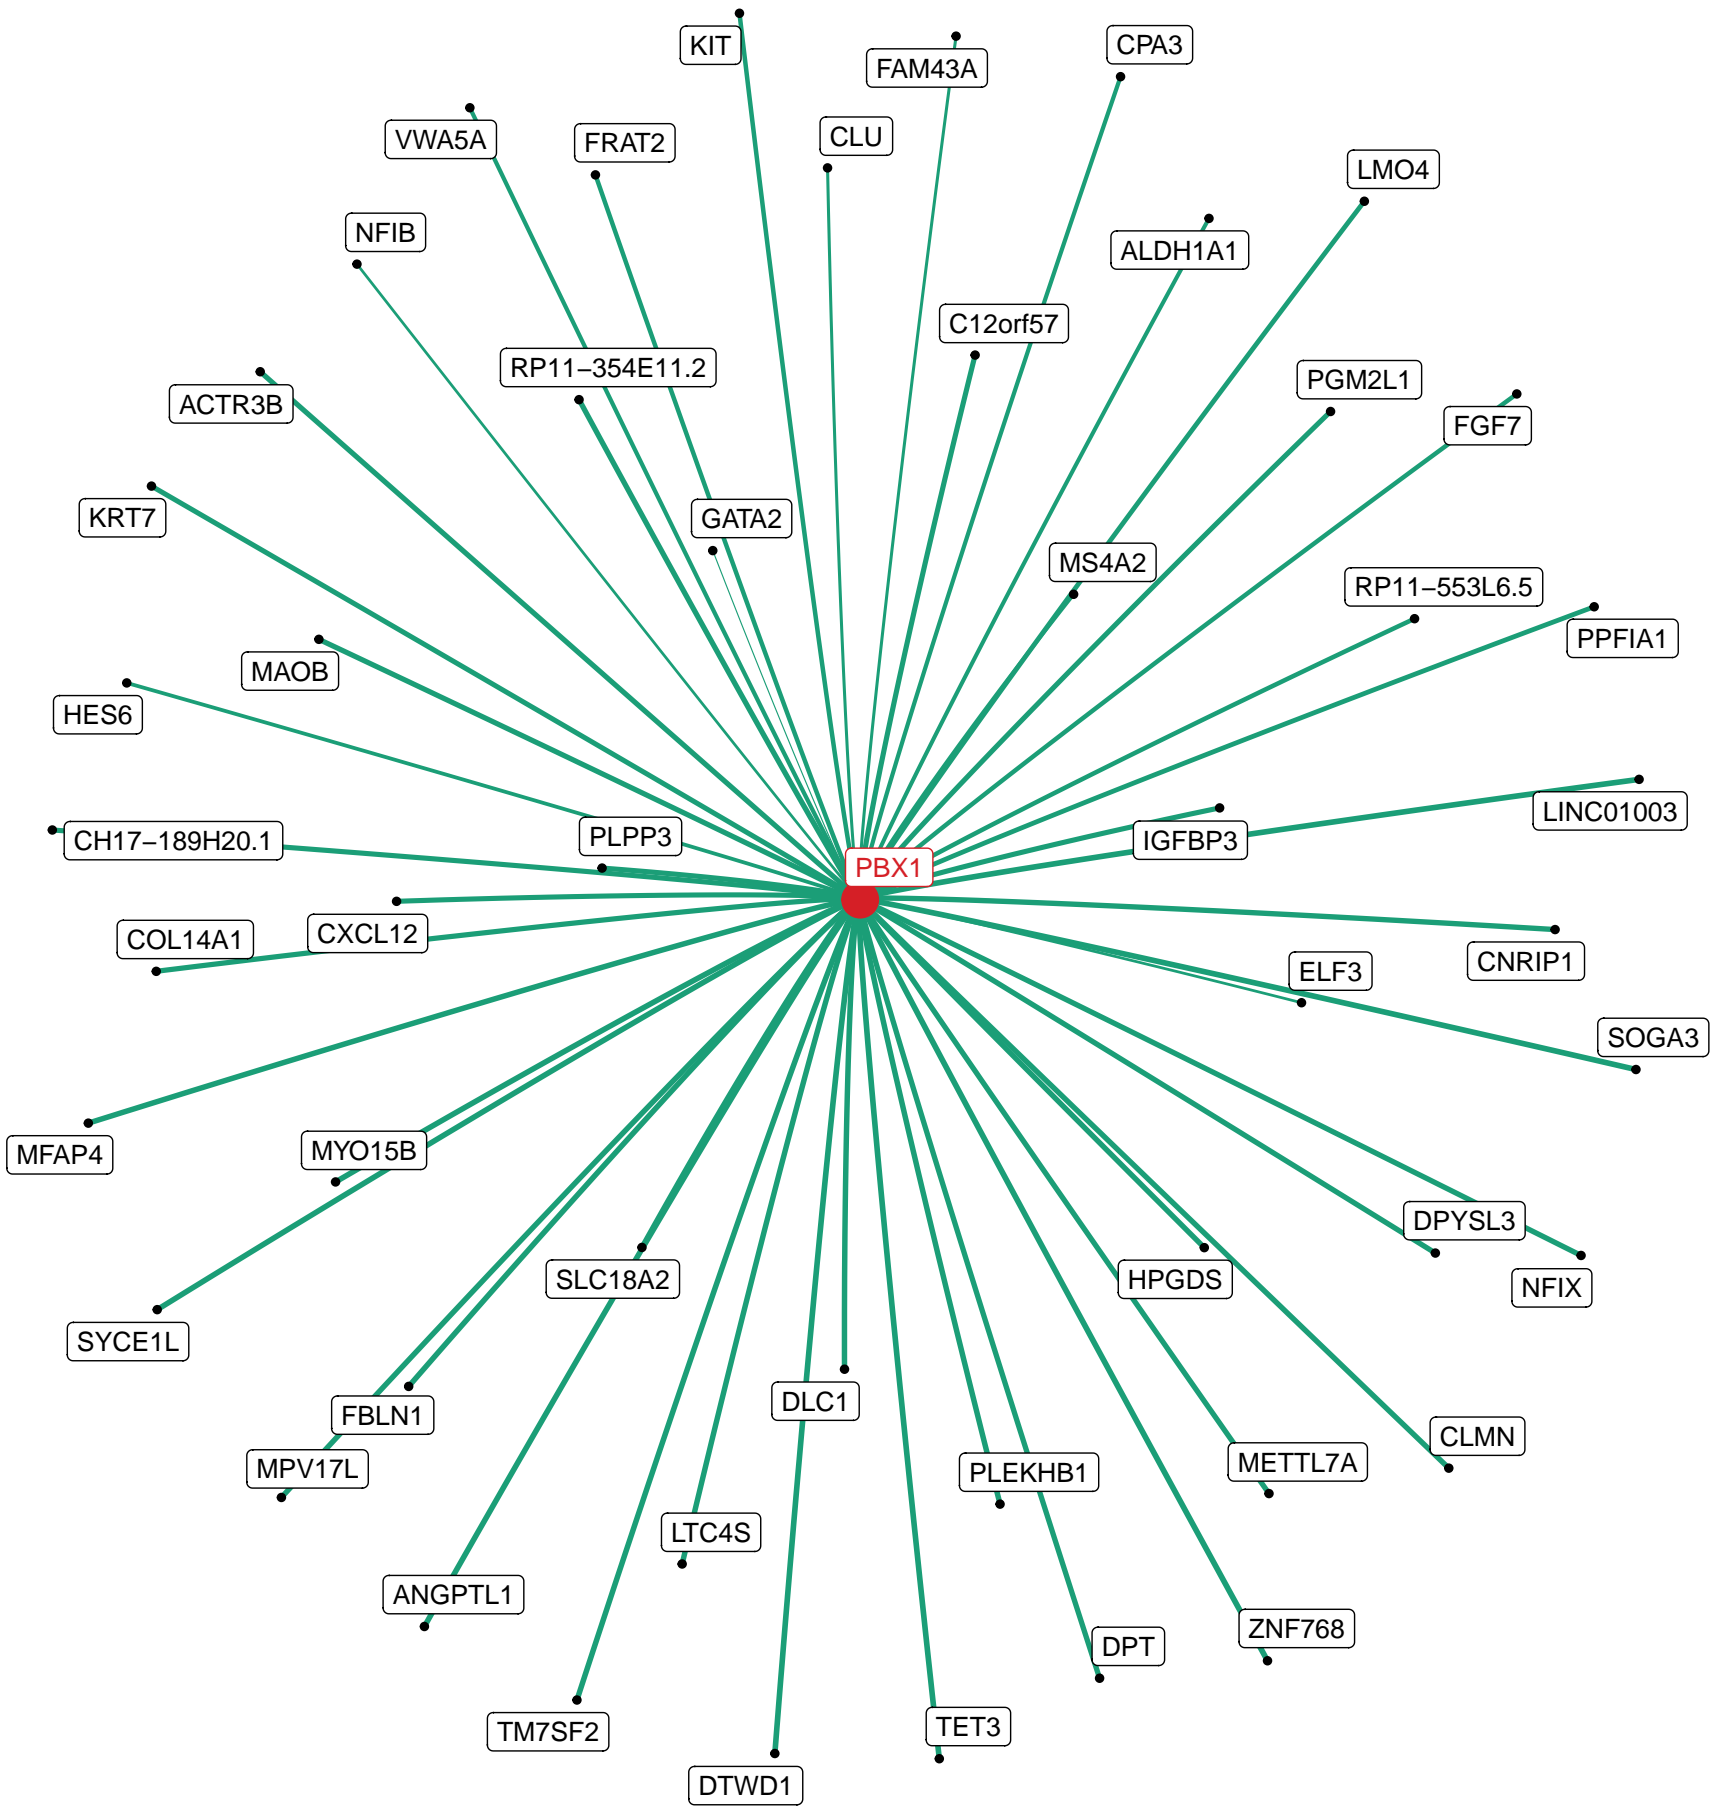 KIT
CPA3
FAM43A
CLU
VWA5A
FRAT2
LMO4
NFIB
ALDH1A1
C12orf57
RP11−354E11.2
PGM2L1
ACTR3B
FGF7
KRT7
GATA2
MS4A2
RP11−553L6.5
PPFIA1
MAOB
HES6
LINC01003
PLPP3
CH17−189H20.1
IGFBP3
PBX1
CXCL12
COL14A1
CNRIP1
ELF3
SOGA3
MYO15B
MFAP4
DPYSL3
SLC18A2
HPGDS
NFIX
SYCE1L
DLC1
FBLN1
CLMN
METTL7A
MPV17L
PLEKHB1
LTC4S
ANGPTL1
ZNF768
DPT
TET3
TM7SF2
DTWD1